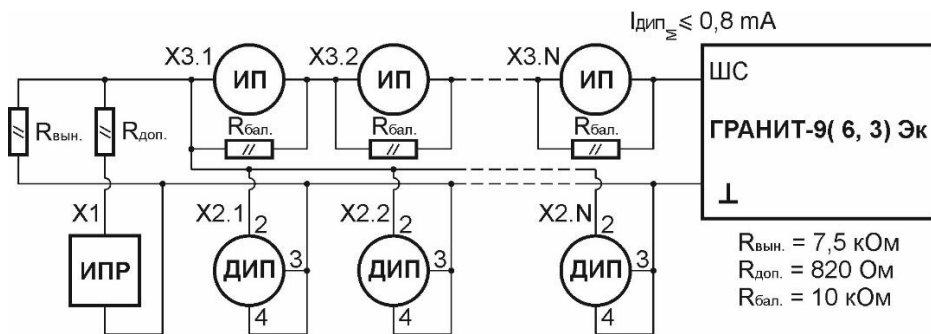 Iдипм ≤ 0,8 mA
X3.1 ИП X3.2 ИП X3.N ИП ШС
Rвын. Rдоп. Rбал. Rбал. Rбал.
ГРАНИТ-9( 6, 3) Эк
X1 X2.1 2 X2.2 2 X2.N 2 ⊥
ИПР ДИП 3 ДИП 3 ДИП 3
4 4 4
Rвын. = 7,5 кОм
Rдоп. = 820 Ом
Rбал. = 10 кОм